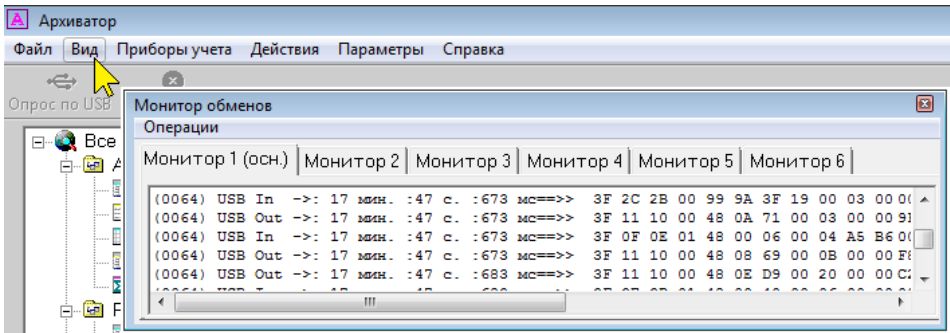 Архиватор
Файл Вид Приборы учета Действия Параметры Справка
Опрос по USB
Монитор обменов
Операции
Все
Монитор 1 (осн.) Монитор 2 Монитор 3 Монитор 4 Монитор 5 Монитор 6
(0064) USB In ->: 17 мин. :47 с. :673 мс==>> 3F 2C 2B 00 99 9A 3F 19 00 03 00
(0064) USB Out ->: 17 мин. :47 с. :673 мс==>> 3F 11 10 00 48 0A 71 00 03 00 00
(0064) USB In ->: 17 мин. :47 с. :673 мс==>> 3F 0F 0E 01 48 00 06 00 04 A5 B6
(0064) USB Out ->: 17 мин. :47 с. :673 мс==>> 3F 11 10 00 48 08 69 00 0B 00 00
(0064) USB Out ->: 17 мин. :47 с. :683 мс==>> 3F 11 10 00 48 0E D9 00 20 00 00